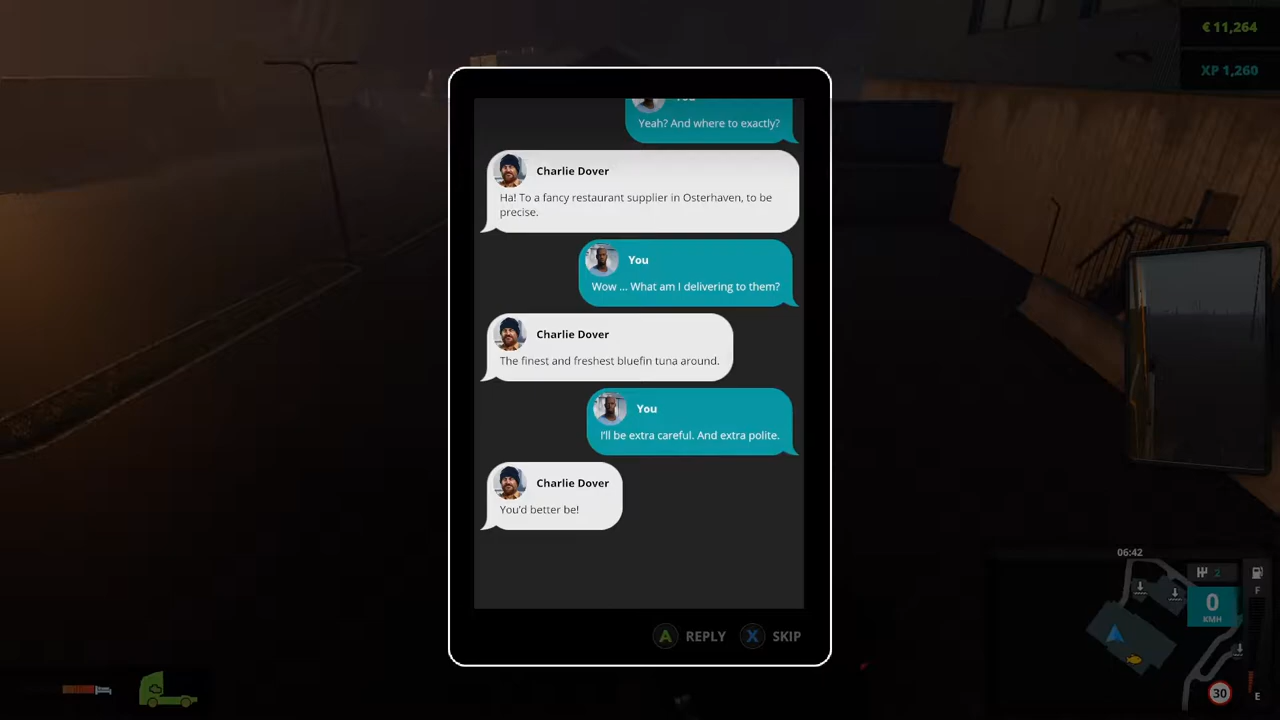 € 11,264
XP 1,260
Yeah? And where to exactly?
Charlie Dover
Ha! To a fancy restaurant supplier in Osterhaven, to be
precise.
You
Wow ... What am I delivering to them?
Charlie Dover
The finest and freshest bluefin tuna around.
You
I'll be extra careful. And extra polite.
Charlie Dover
You'd better be!
A REPLY X SKIP
06:42
2
F
0
KMH
30
E